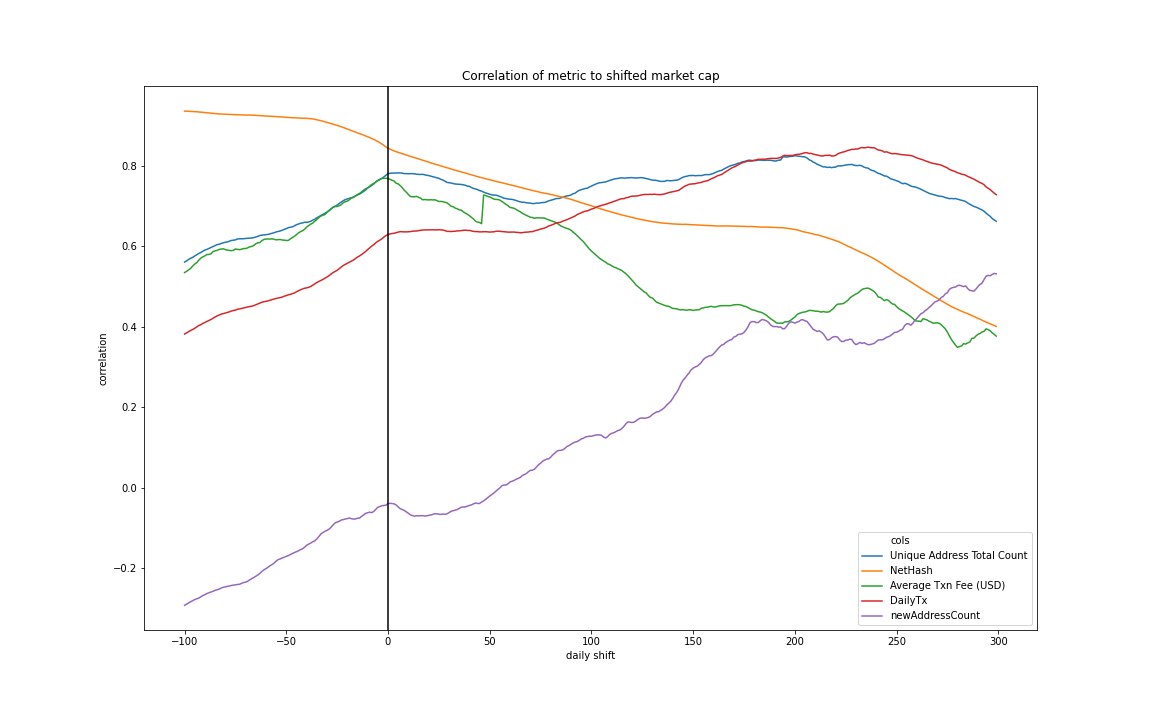 Correlation of metric to shifted market cap
0.8
0.6
0.4
0.2
0.0
−0.2
correlation
−100
−50
0
50
100
150
200
250
300
daily shift
cols
Unique Address Total Count
NetHash
Average Txn Fee (USD)
DailyTx
newAddressCount